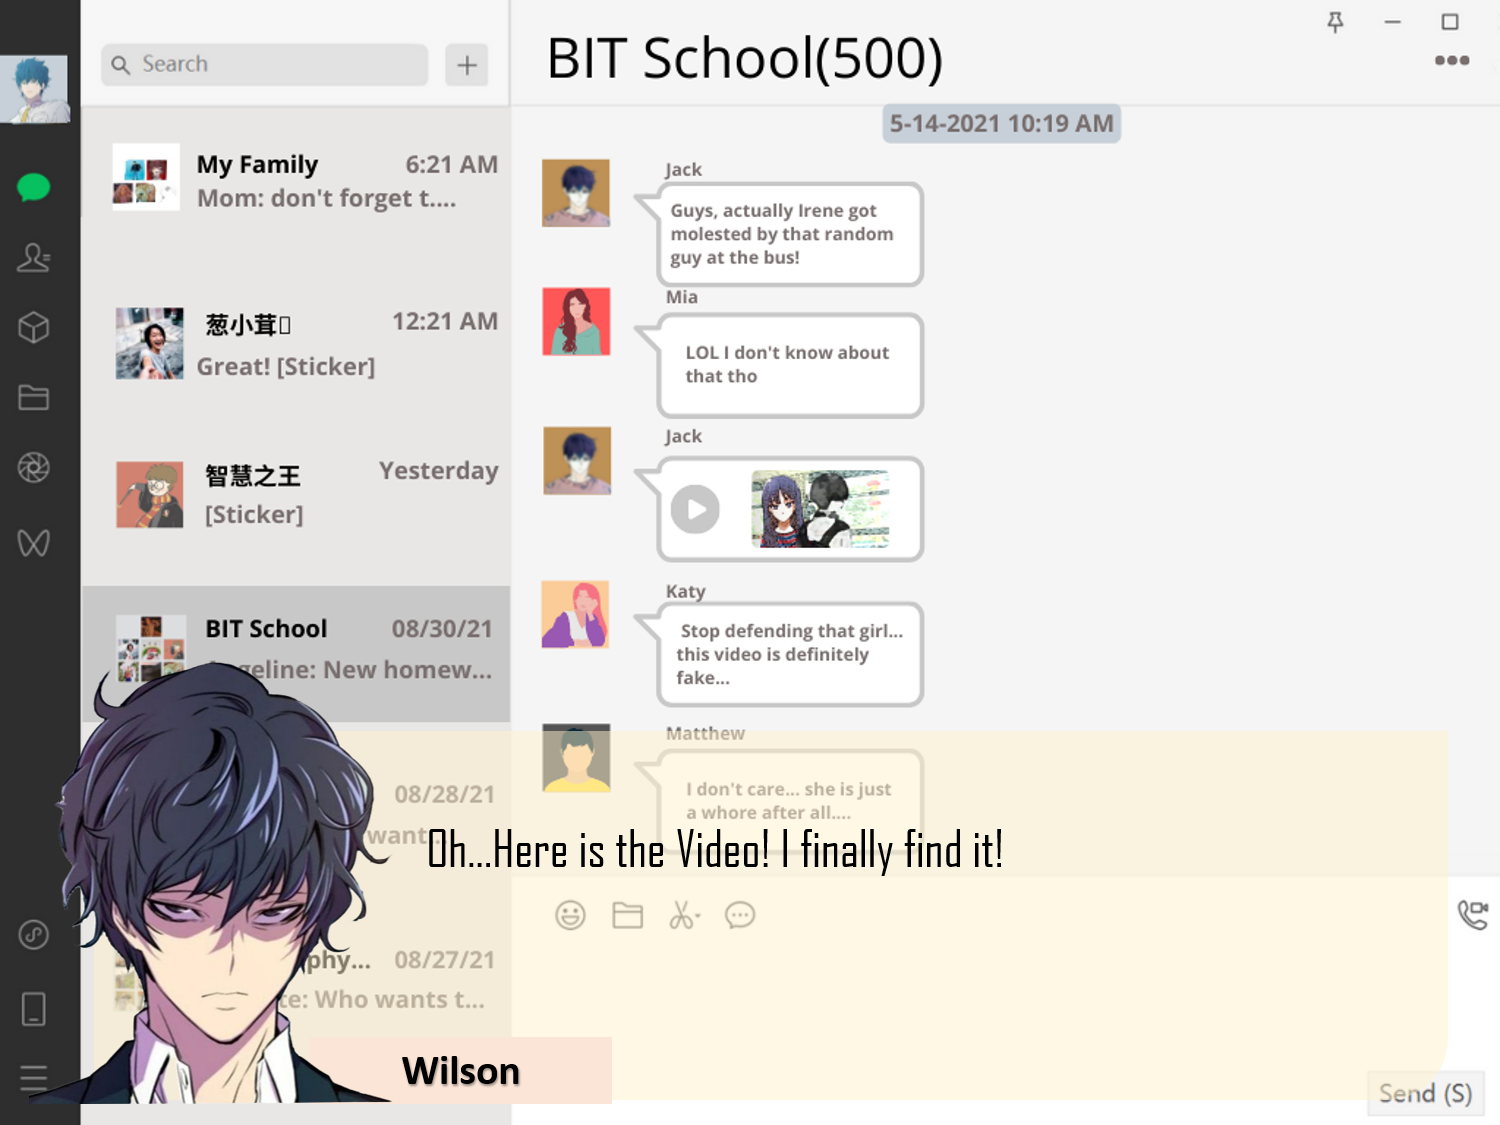 Search
BIT School(500)
5-14-2021 10:19 AM
My Family 6:21 AM
Mom: don't forget t....
葱小茸 12:21 AM
Great! [Sticker]
智慧之王 Yesterday
[Sticker]
BIT School 08/30/21
geline: New homew...
08/28/21
want...
phy... 08/27/21
te: Who wants t...
Jack
Guys, actually Irene got
molested by that random
guy at the bus!
Mia
LOL I don't know about
that tho
Jack
Katy
Stop defending that girl...
this video is definitely
fake...
Matthew
I don't care... she is just
a whore after all....
Oh...Here is the Video! I finally find it!
Wilson
Send (S)